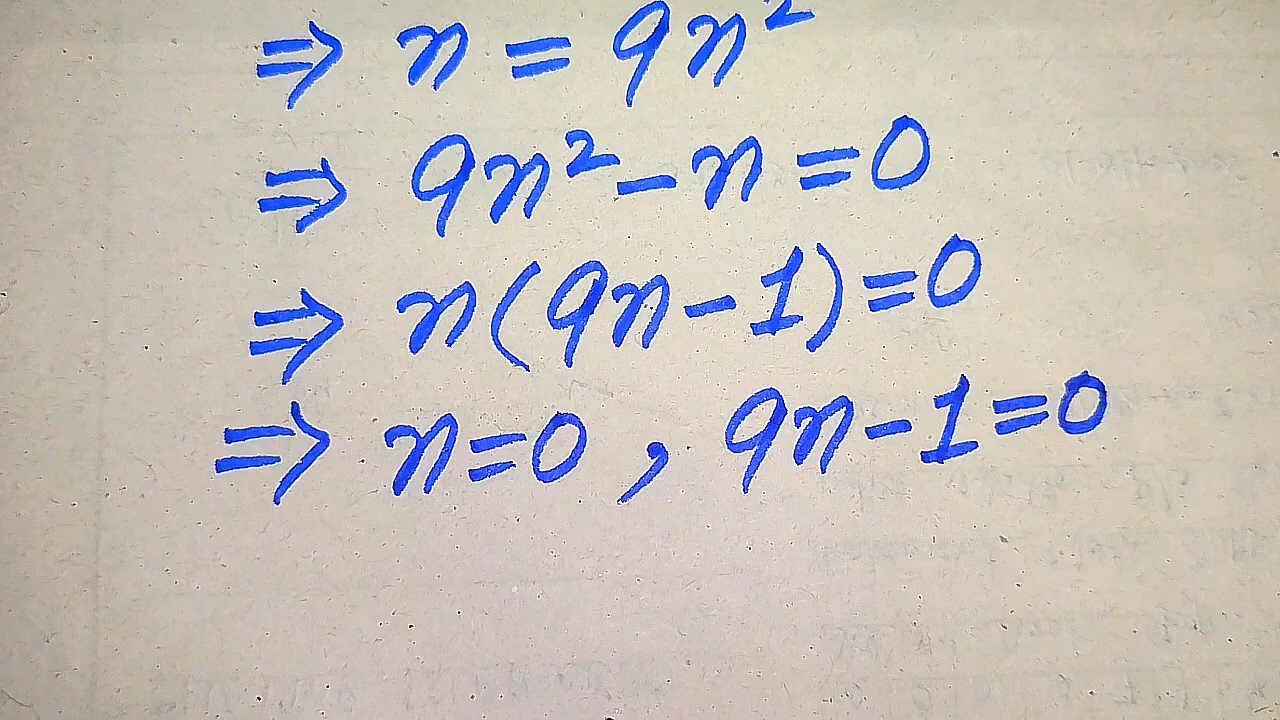 ⇒ n = 9n²
⇒ 9n² - n = 0
⇒ n(9n - 1) = 0
⇒ n = 0 , 9n - 1 = 0